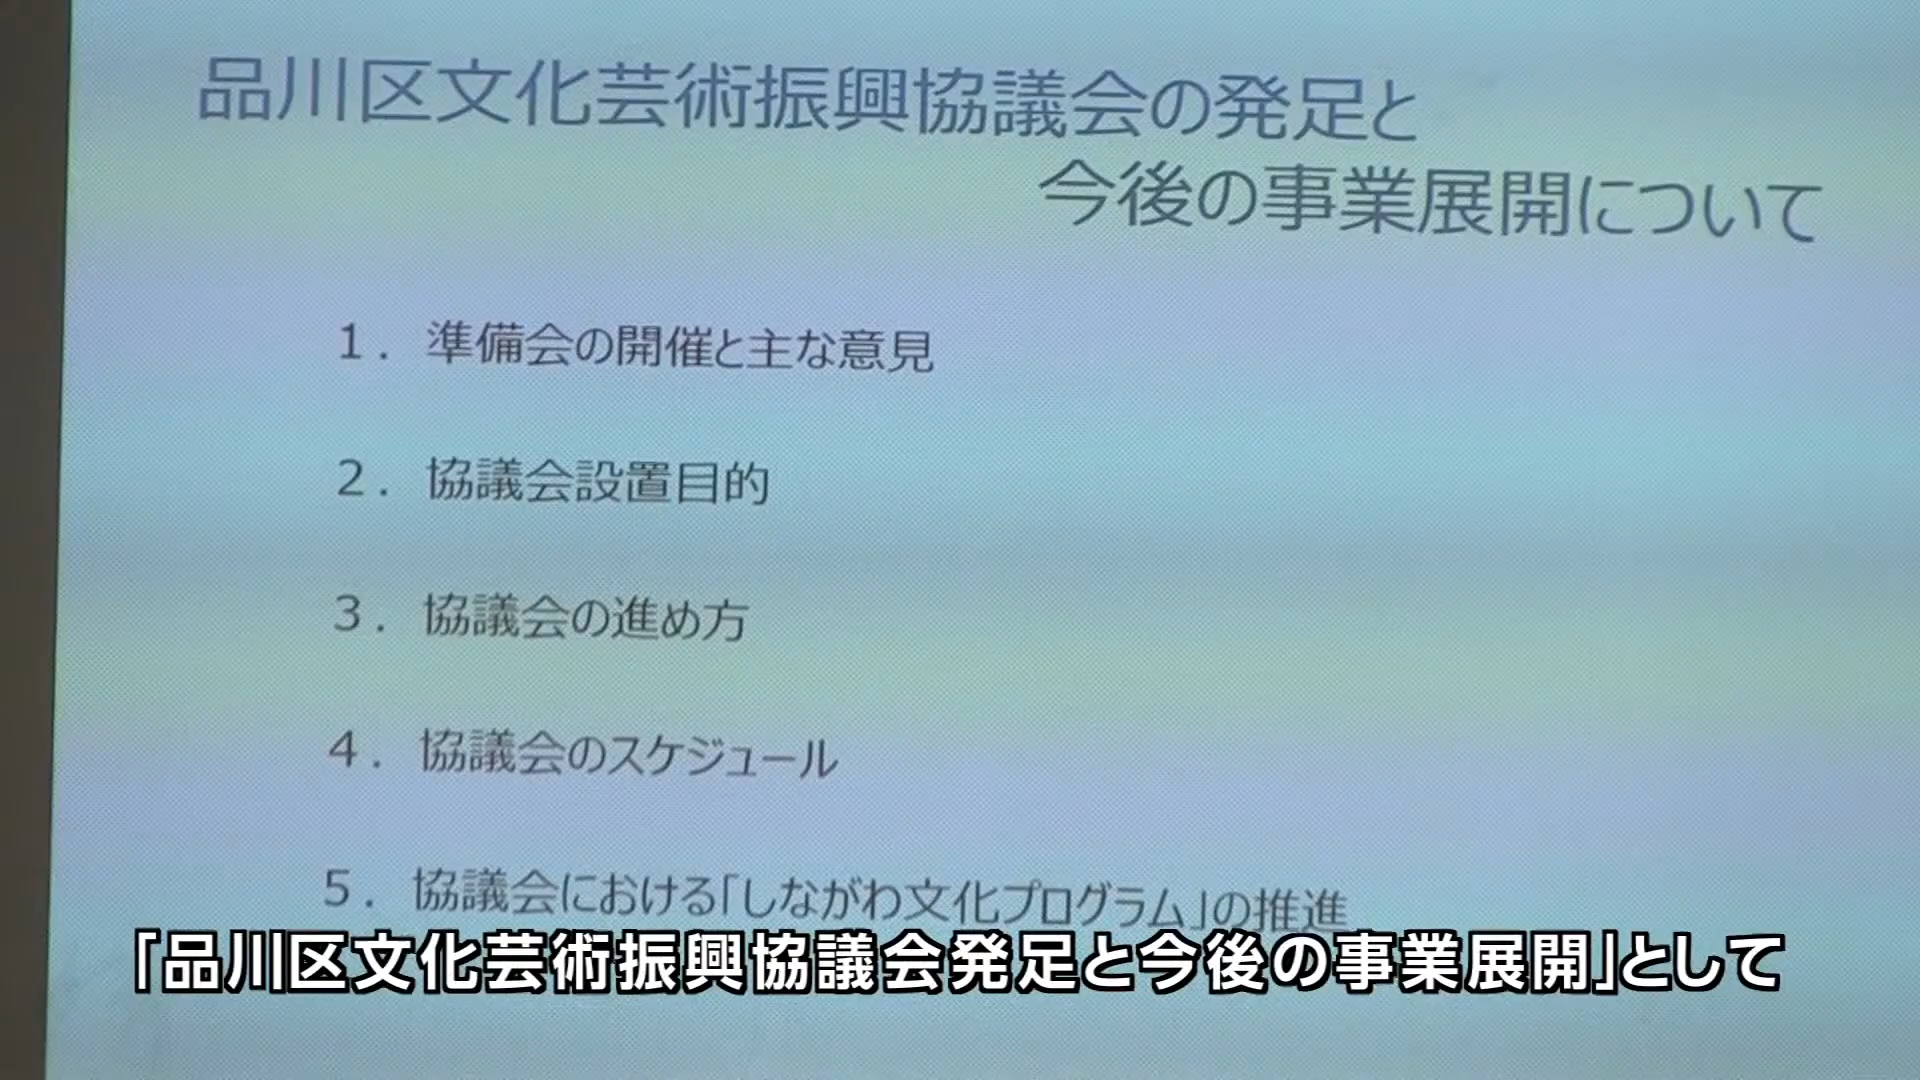 品川区文化芸術振興協議会の発足と
今後の事業展開について
1．準備会の開催と主な意見
2．協議会設置目的
3．協議会の進め方
4．協議会のスケジュール
5．協議会における「しながわ文化プログラム」の推進
「品川区文化芸術振興協議会発足と今後の事業展開」として